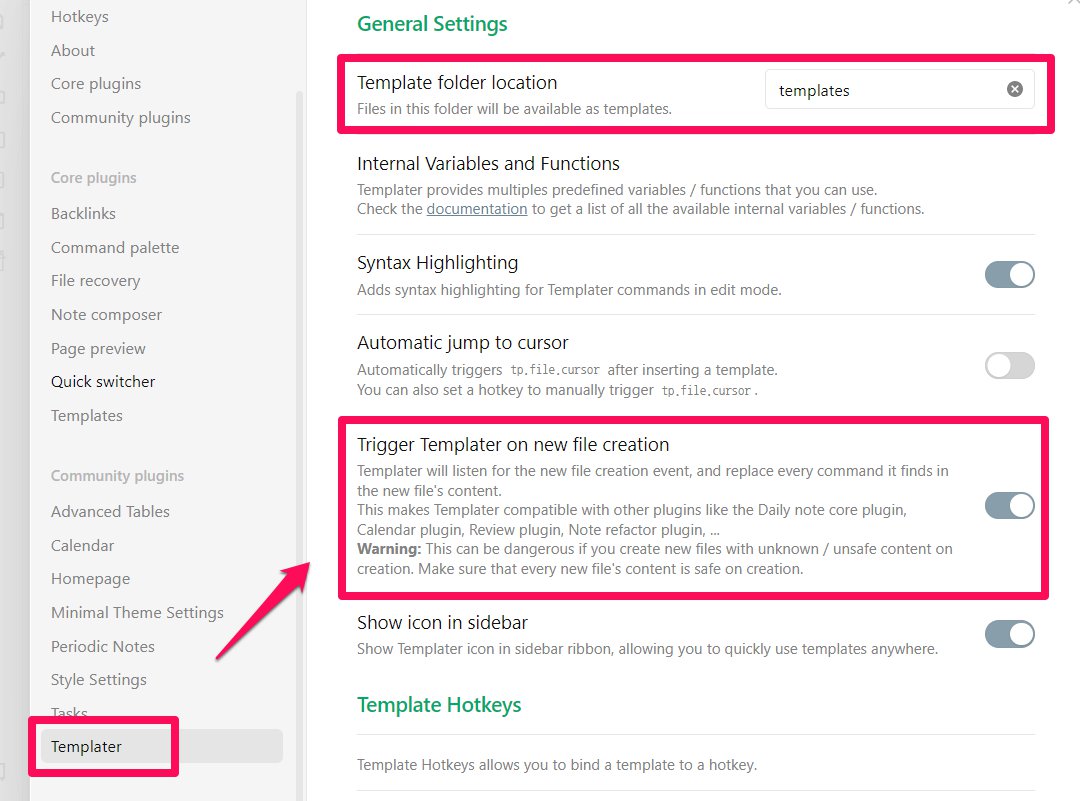 Hotkeys
About
Core plugins
Community plugins
Core plugins
Backlinks
Command palette
File recovery
Note composer
Page preview
Quick switcher
Templates
Community plugins
Advanced Tables
Calendar
Homepage
Minimal Theme Settings
Periodic Notes
Style Settings
Tasks
Templater
General Settings
Template folder location
templates
Files in this folder will be available as templates.
Internal Variables and Functions
Templater provides multiples predefined variables / functions that you can use.
Check the documentation to get a list of all the available internal variables / functions.
Syntax Highlighting
Adds syntax highlighting for Templater commands in edit mode.
Automatic jump to cursor
Automatically triggers tp.file.cursor after inserting a template.
You can also set a hotkey to manually trigger tp.file.cursor.
Trigger Templater on new file creation
Templater will listen for the new file creation event, and replace every command it finds in
the new file's content.
This makes Templater compatible with other plugins like the Daily note core plugin,
Calendar plugin, Review plugin, Note refactor plugin, ...
Warning: This can be dangerous if you create new files with unknown / unsafe content on
creation. Make sure that every new file's content is safe on creation.
Show icon in sidebar
Show Templater icon in sidebar ribbon, allowing you to quickly use templates anywhere.
Template Hotkeys
Template Hotkeys allows you to bind a template to a hotkey.